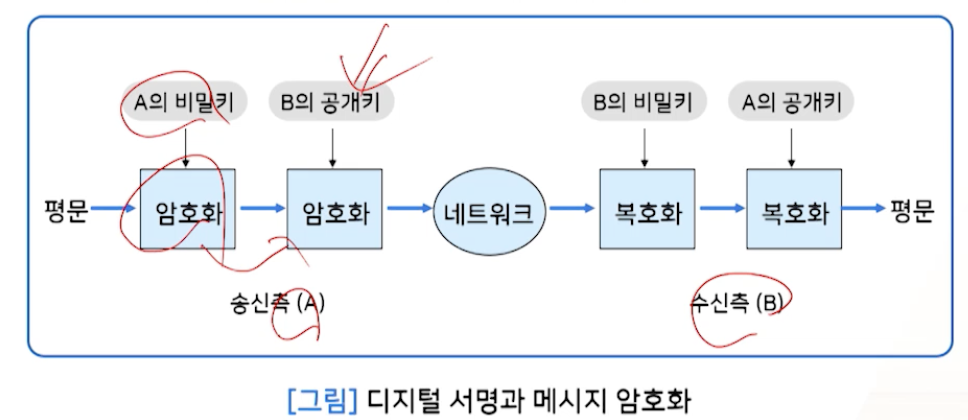 A의 비밀키 B의 공개키 B의 비밀키 A의 공개키
평문 암호화 암호화 네트워크 복호화 복호화 평문
송신측 (A) 수신측 (B)
[그림] 디지털 서명과 메시지 암호화